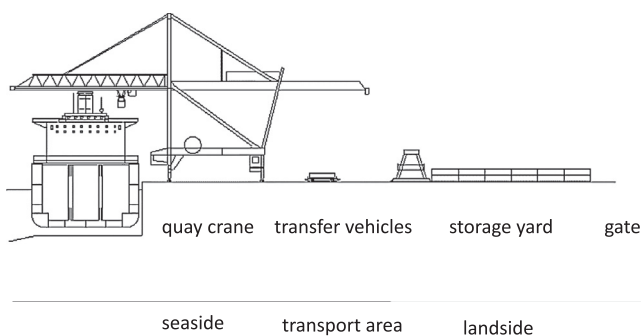 quay crane transfer vehicles storage yard gate
seaside transport area landside